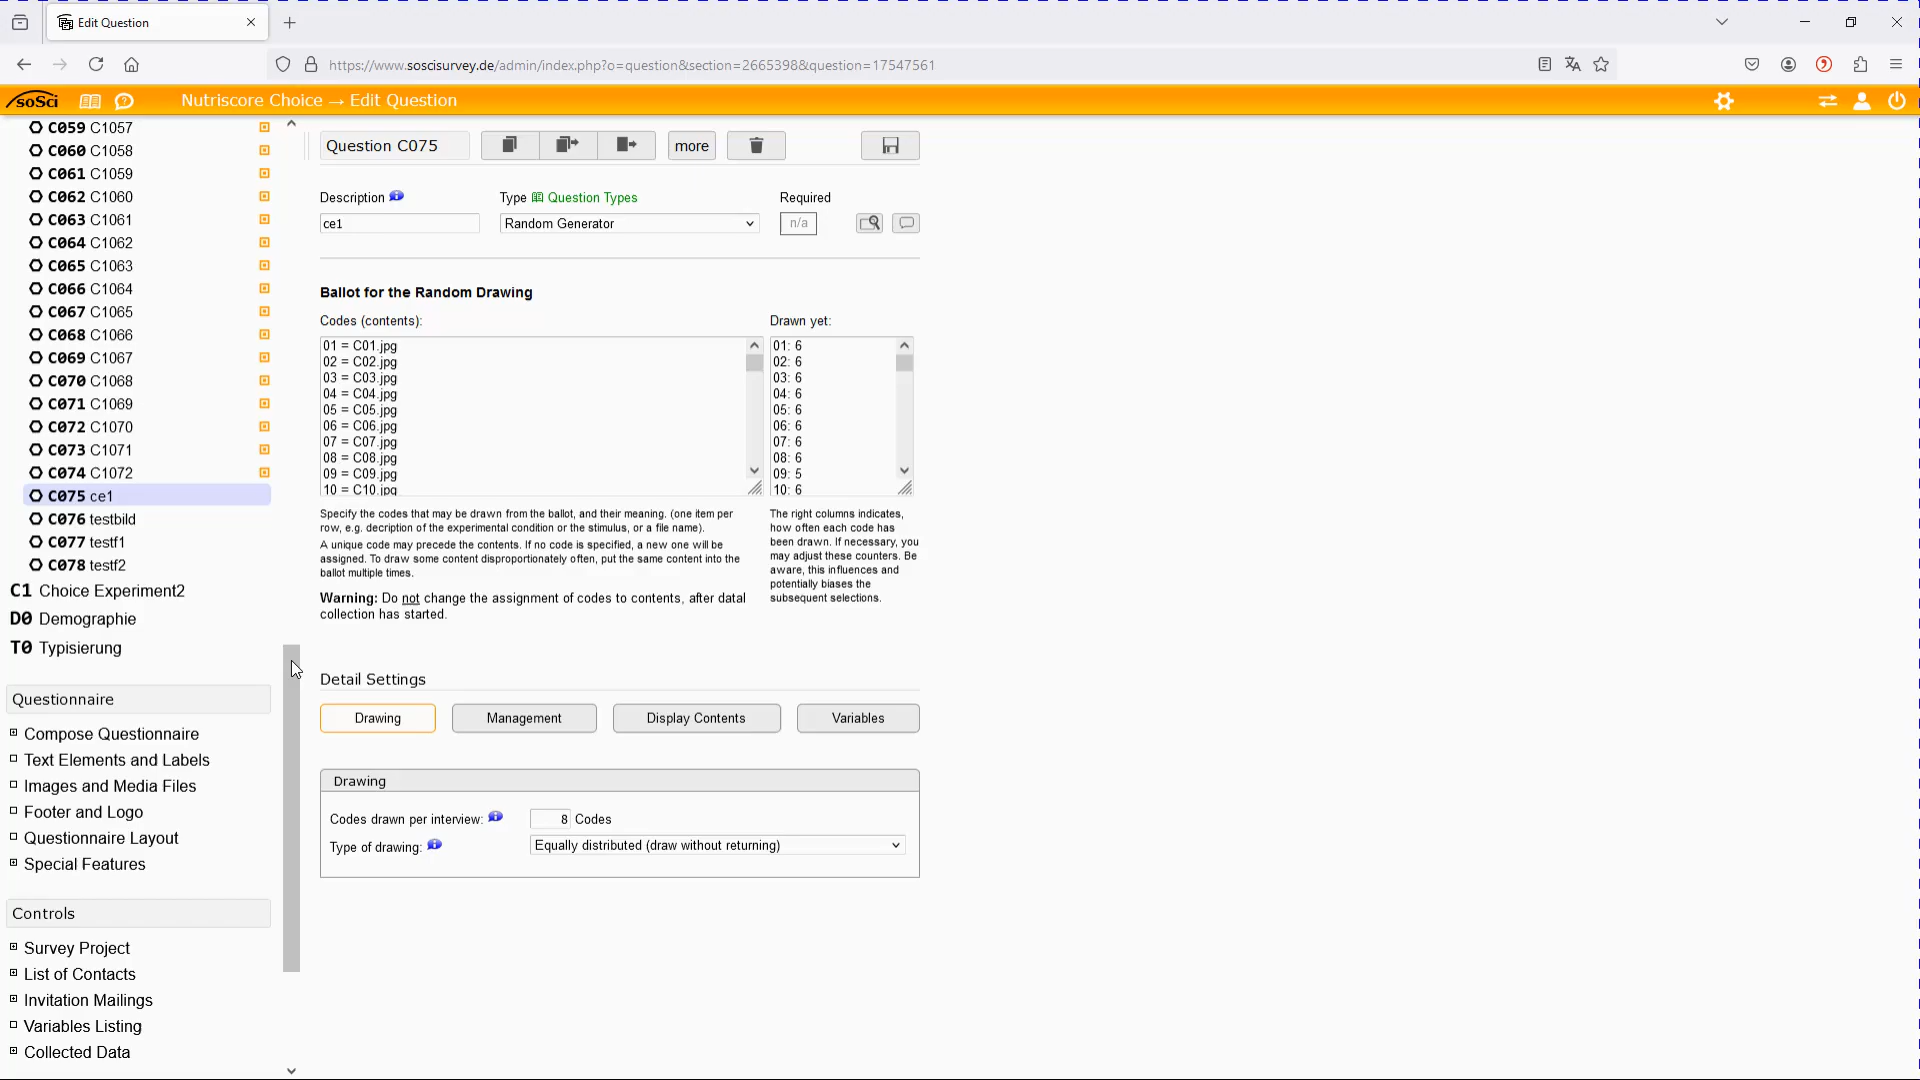 Edit Question
https://www.soscisurvey.de/admin/index.php?o=question&section=2665398&question=17547561
soSci
Nutriscore Choice → Edit Question
C059 C1057
C060 C1058
C061 C1059
C062 C1060
C063 C1061
C064 C1062
C065 C1063
C066 C1064
C067 C1065
C068 C1066
C069 C1067
C070 C1068
C071 C1069
C072 C1070
C073 C1071
C074 C1072
C075 ce1
C076 testbild
C077 testf1
C078 testf2
C1 Choice Experiment2
D0 Demographie
T0 Typisierung
Questionnaire
Compose Questionnaire
Text Elements and Labels
Images and Media Files
Footer and Logo
Questionnaire Layout
Special Features
Controls
Survey Project
List of Contacts
Invitation Mailings
Variables Listing
Collected Data
Question C075
more
Description
Type Question Types
Required
ce1
Random Generator
n/a
Ballot for the Random Drawing
Codes (contents):
Drawn yet:
01 = C01.jpg
02 = C02.jpg
03 = C03.jpg
04 = C04.jpg
05 = C05.jpg
06 = C06.jpg
07 = C07.jpg
08 = C08.jpg
09 = C09.jpg
10 = C10.jpg
01: 6
02: 6
03: 6
04: 6
05: 6
06: 6
07: 6
08: 6
09: 5
10: 6
Specify the codes that may be drawn from the ballot, and their meaning. (one item per
row, e.g. decription of the experimental condition or the stimulus, or a file name).
A unique code may precede the contents. If no code is specified, a new one will be
assigned. To draw some content disproportionately often, put the same content into the
ballot multiple times.
Warning: Do not change the assignment of codes to contents, after datal
collection has started.
The right columns indicates,
how often each code has
been drawn. If necessary, you
may adjust these counters. Be
aware, this influences and
potentially biases the
subsequent selections.
Detail Settings
Drawing
Management
Display Contents
Variables
Drawing
Codes drawn per interview:
8 Codes
Type of drawing:
Equally distributed (draw without returning)